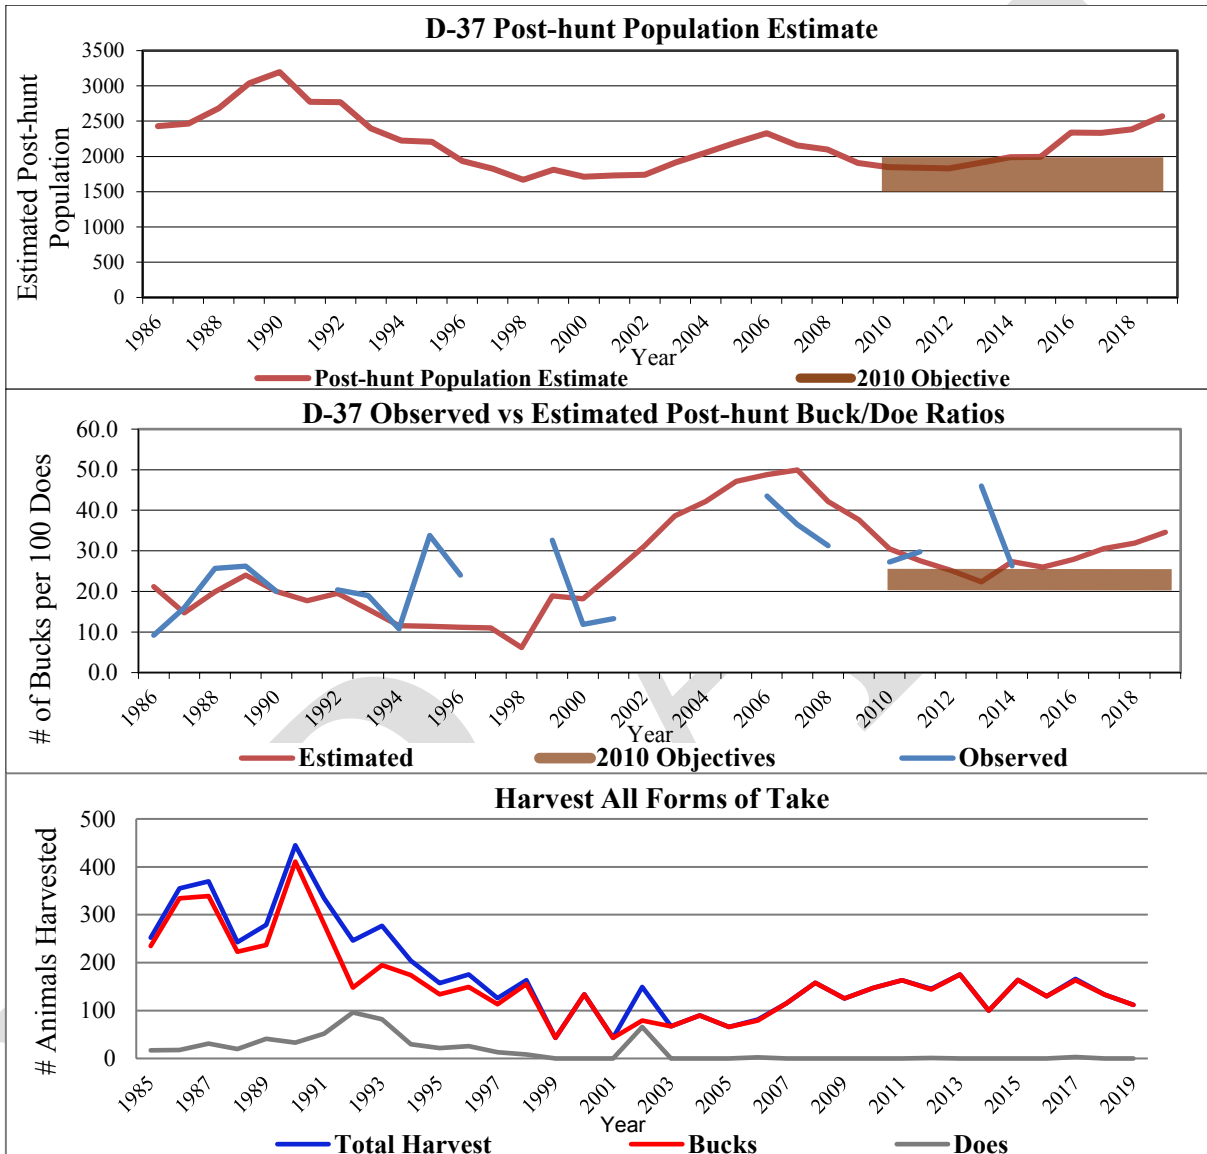 D-37 Post-hunt Population Estimate
Estimated Post-hunt
Population
3500
3000
2500
2000
1500
1000
500
0
1986 1988 1990 1992 1994 1996 1998 2000 2002 2004 2006 2008 2010 2012 2014 2016 2018
Year
Post-hunt Population Estimate 2010 Objective
D-37 Observed vs Estimated Post-hunt Buck/Doe Ratios
# of Bucks per 100 Does
60.0
50.0
40.0
30.0
20.0
10.0
0.0
1986 1988 1990 1992 1994 1996 1998 2000 2002 2004 2006 2008 2010 2012 2014 2016 2018
Year
Estimated 2010 Objectives Observed
Harvest All Forms of Take
# Animals Harvested
500
400
300
200
100
0
1985 1987 1989 1991 1993 1995 1997 1999 2001 2003 2005 2007 2009 2011 2013 2015 2017 2019
Year
Total Harvest Bucks Does